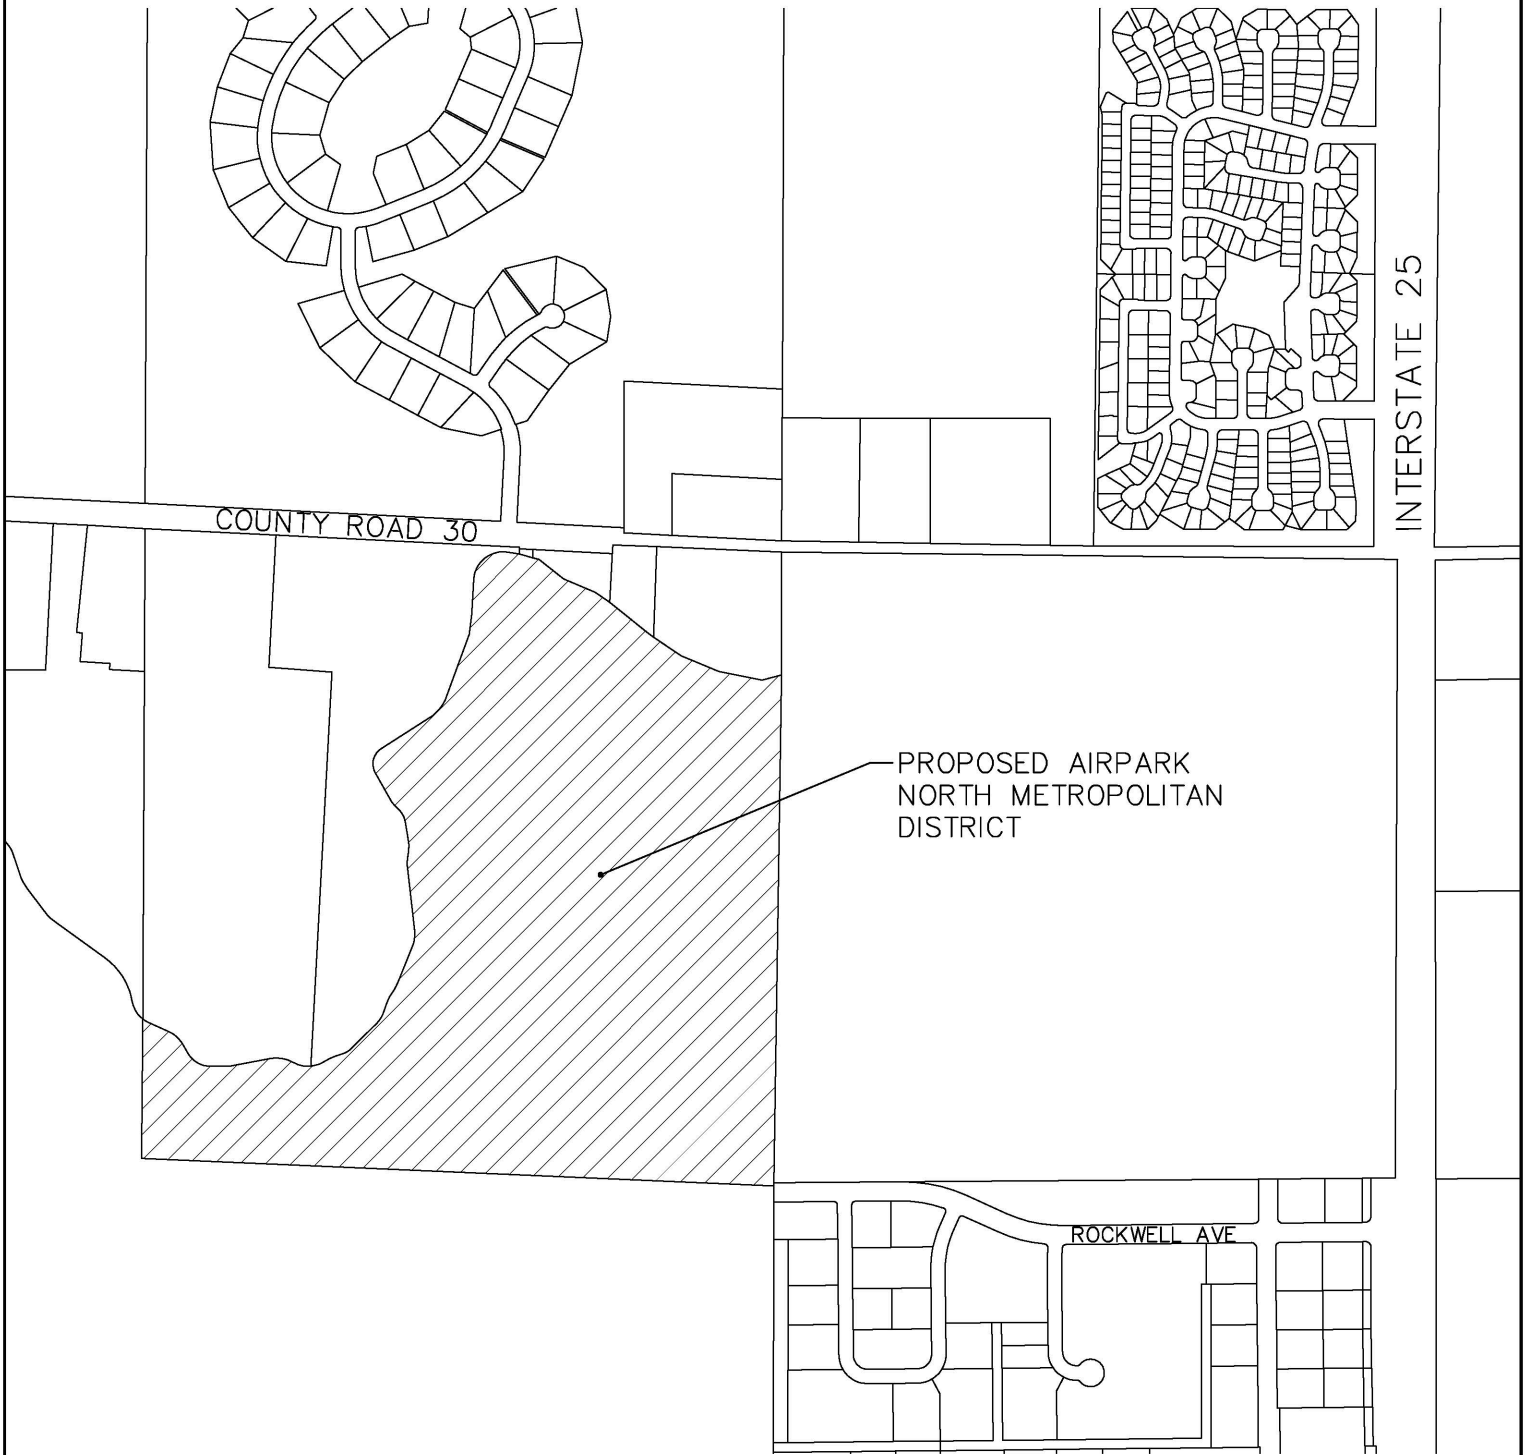 INTERSTATE 25
COUNTY ROAD 30
PROPOSED AIRPARK
NORTH METROPOLITAN
DISTRICT
ROCKWELL AVE